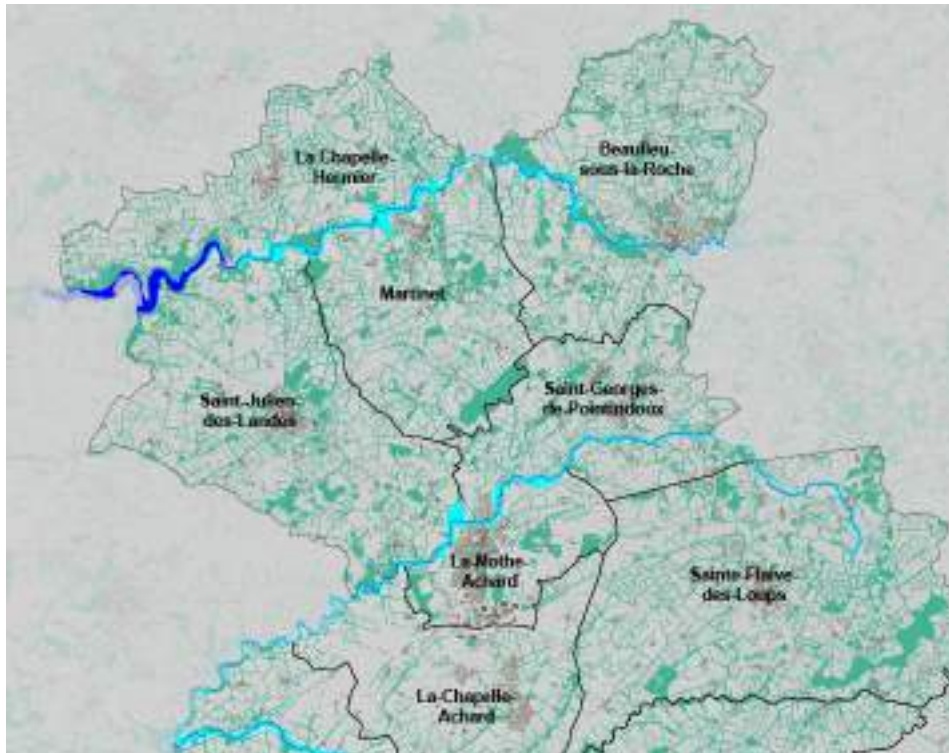 La Chapelle-
Hermier
Beaulieu-
sous-la-Roche
Martinet
Saint-Julien-
des-Landes
Saint-Georges-
de-Pointindoux
La-Mothe-
Achard
Sainte-Flaive-
des-Loups
La-Chapelle-
Achard